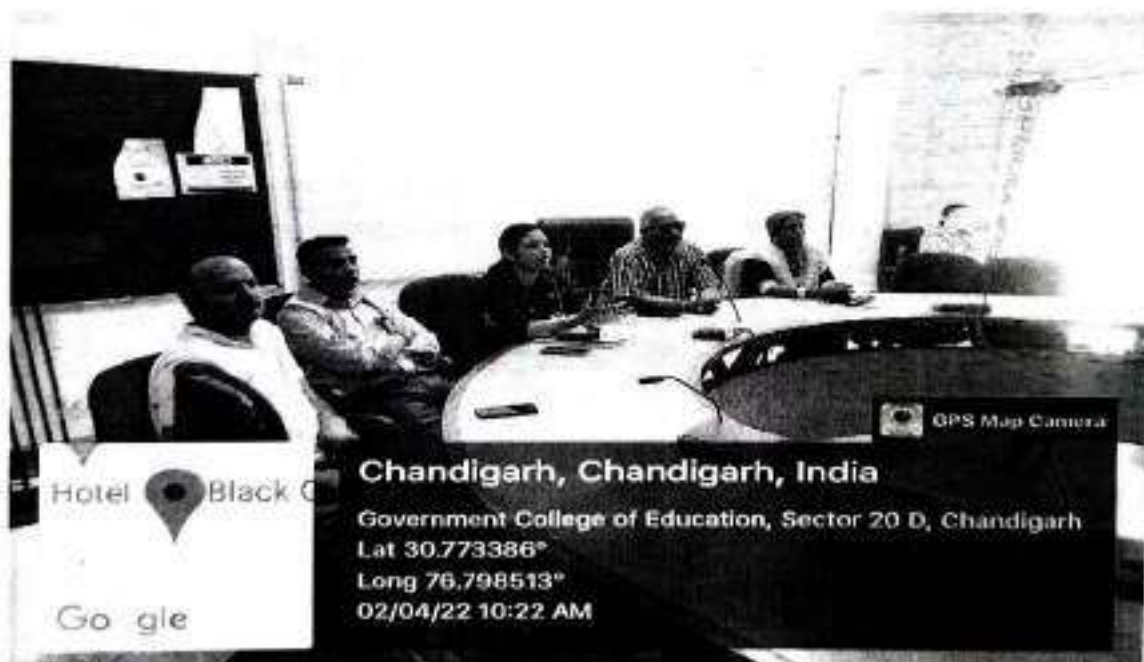 GPS Map Camera
Chandigarh, Chandigarh, India
Government College of Education, Sector 20 D, Chandigarh
Lat 30.773386°
Long 76.798513°
02/04/22 10:22 AM
Hotel
Black
Go gle